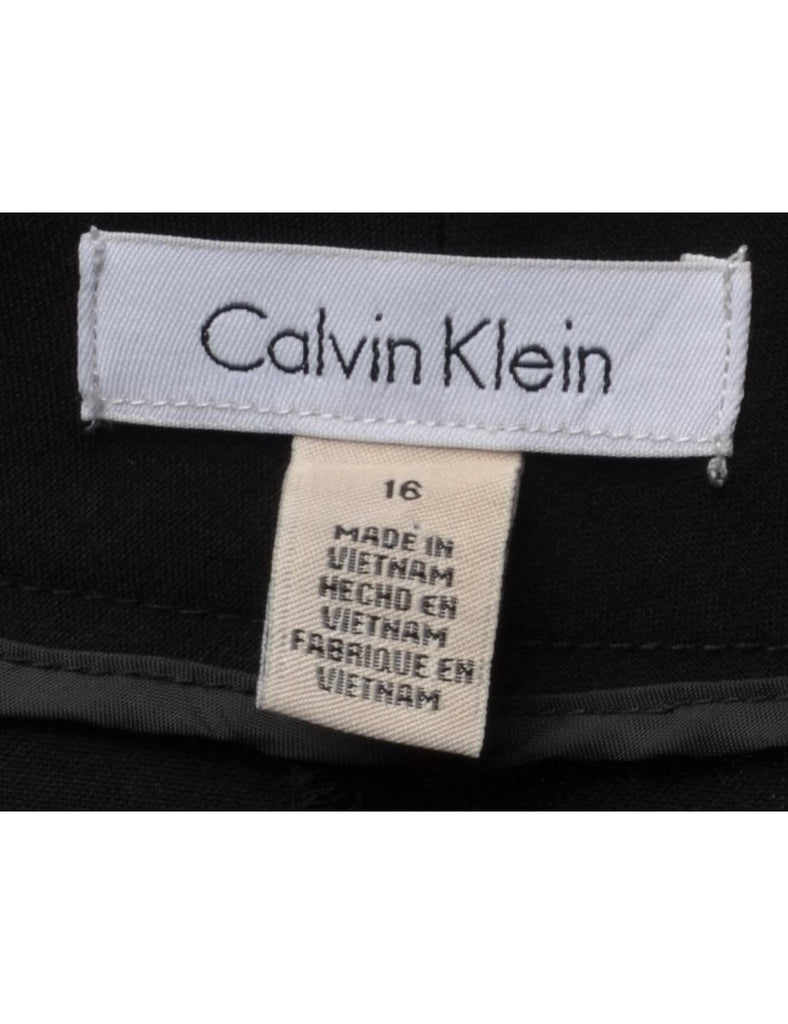 Calvin Klein
16
MADE IN
VIETNAM
HECHO EN
VIETNAM
FABRIQUE EN
VIETNAM